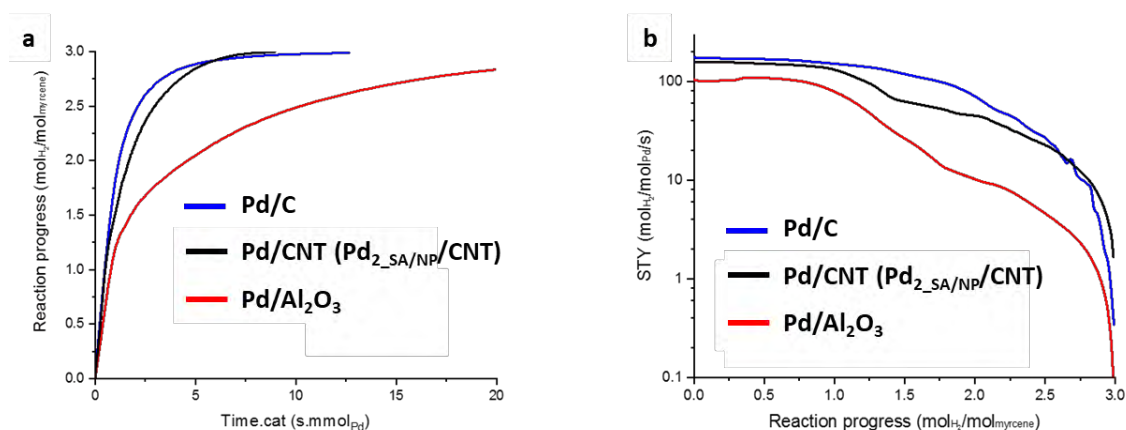 a
3.0
2.5
2.0
1.5
1.0
0.5
0.0
0
5
10
15
20
Reaction progress (molH₂/molmyrcene)
Time.cat (s.mmolPd)
Pd/C
Pd/CNT (Pd2_SA/NP/CNT)
Pd/Al₂O₃
b
100
10
1
0.1
0.0
0.5
1.0
1.5
2.0
2.5
3.0
STY (molH₂/molPd/s)
Reaction progress (molH₂/molmyrcene)
Pd/C
Pd/CNT (Pd2_SA/NP/CNT)
Pd/Al₂O₃